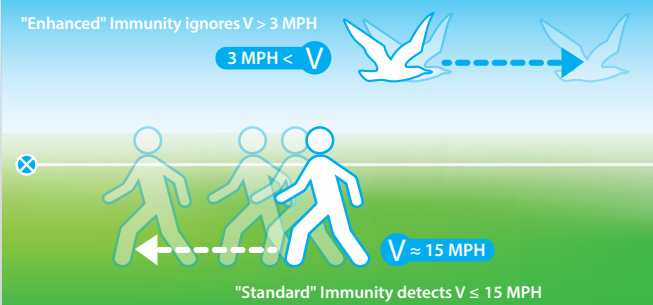 "Enhanced" Immunity ignores V > 3 MPH
3 MPH < V
V ≈ 15 MPH
"Standard" Immunity detects V ≤ 15 MPH